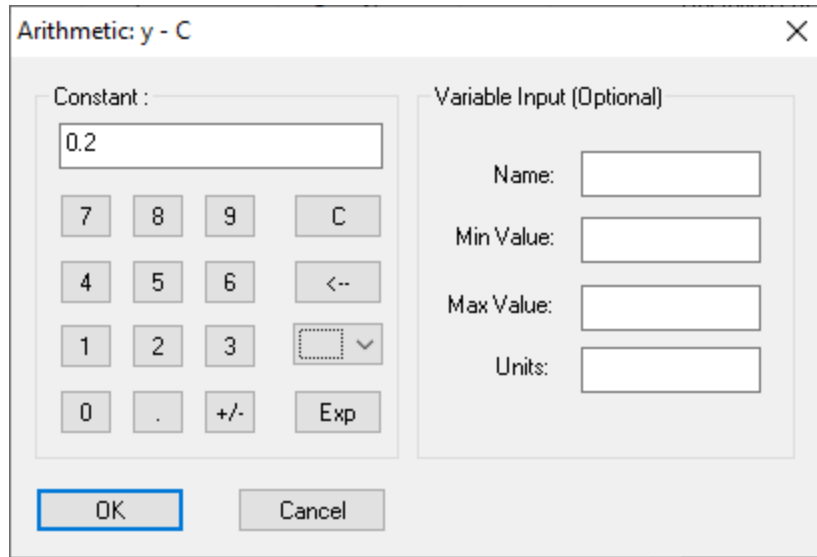 Arithmetic: y - C
Constant :
0.2
7 8 9 C
4 5 6 <--
1 2 3
0 . +/- Exp
Variable Input (Optional)
Name:
Min Value:
Max Value:
Units:
OK Cancel